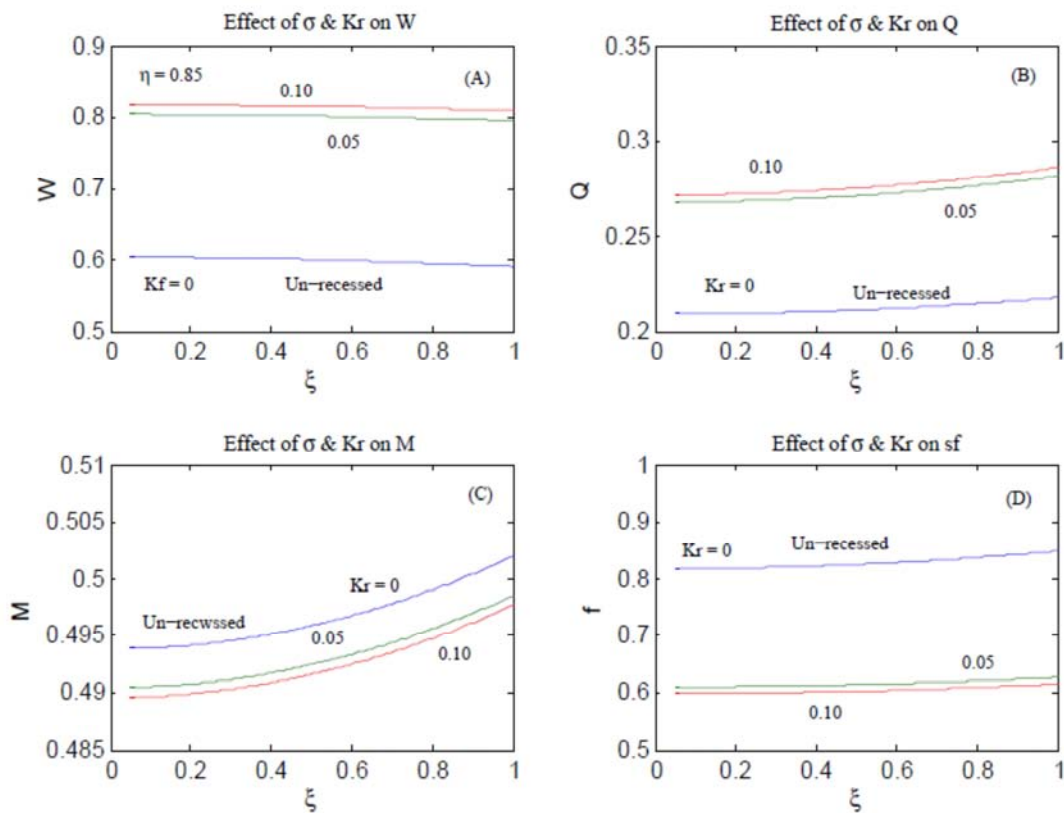 Effect of σ & Kr on W
0.9
0.8
0.7
0.6
0.5
W
η = 0.85
(A)
0.10
0.05
Kf = 0
Un-recessed
0 0.2 0.4 0.6 0.8 1
ξ
Effect of σ & Kr on Q
0.35
0.3
0.25
0.2
Q
(B)
0.10
0.05
Kr = 0
Un-recessed
0 0.2 0.4 0.6 0.8 1
ξ
Effect of σ & Kr on M
0.51
0.505
0.5
0.495
0.49
0.485
M
(C)
Kr = 0
Un-recwssed
0.05
0.10
0 0.2 0.4 0.6 0.8 1
ξ
Effect of σ & Kr on sf
1
0.9
0.8
0.7
0.6
0.5
f
(D)
Un-recessed
Kr = 0
0.05
0.10
0 0.2 0.4 0.6 0.8 1
ξ